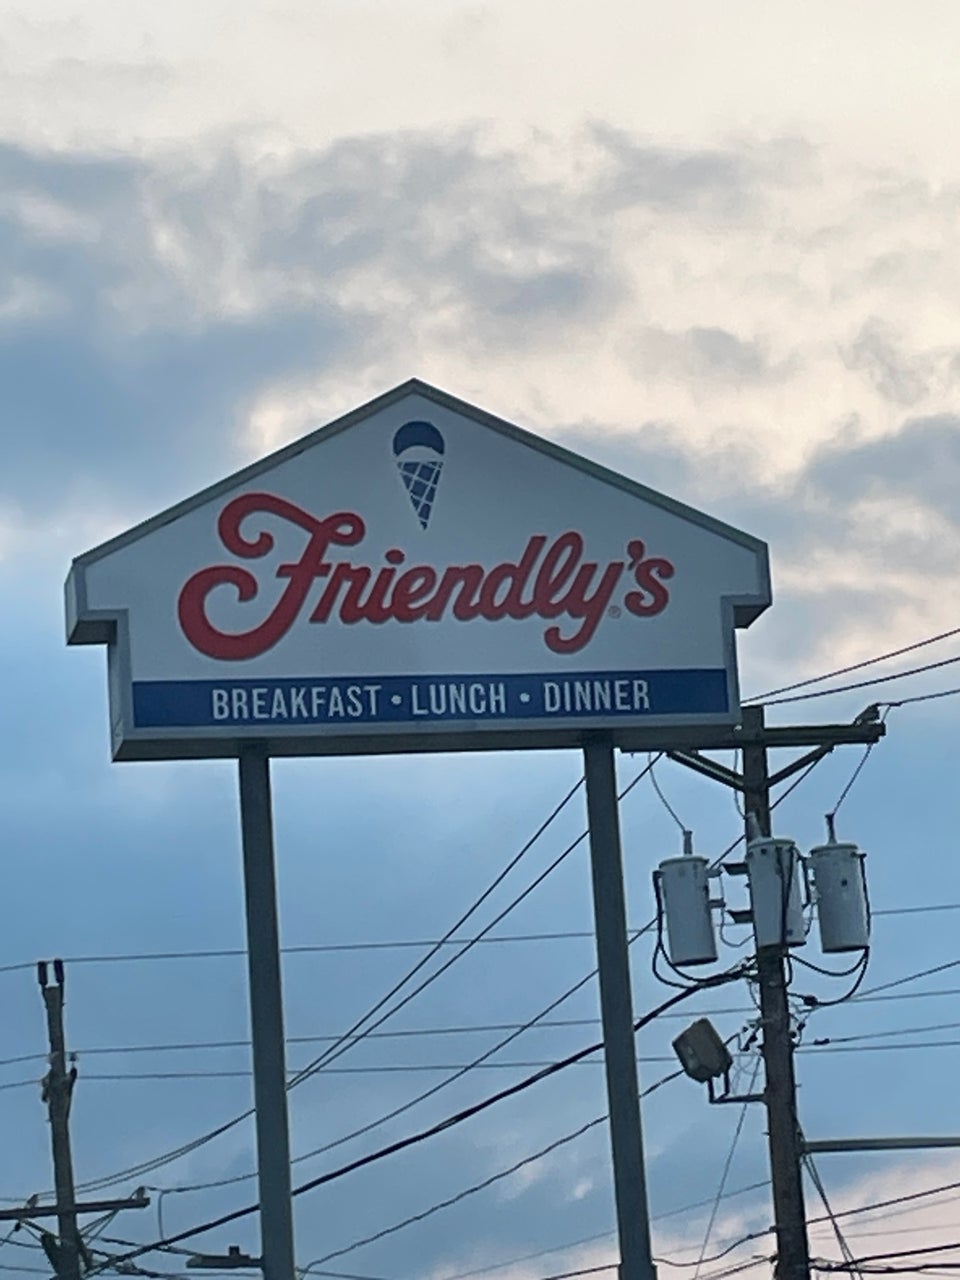 Friendly's®
BREAKFAST • LUNCH • DINNER